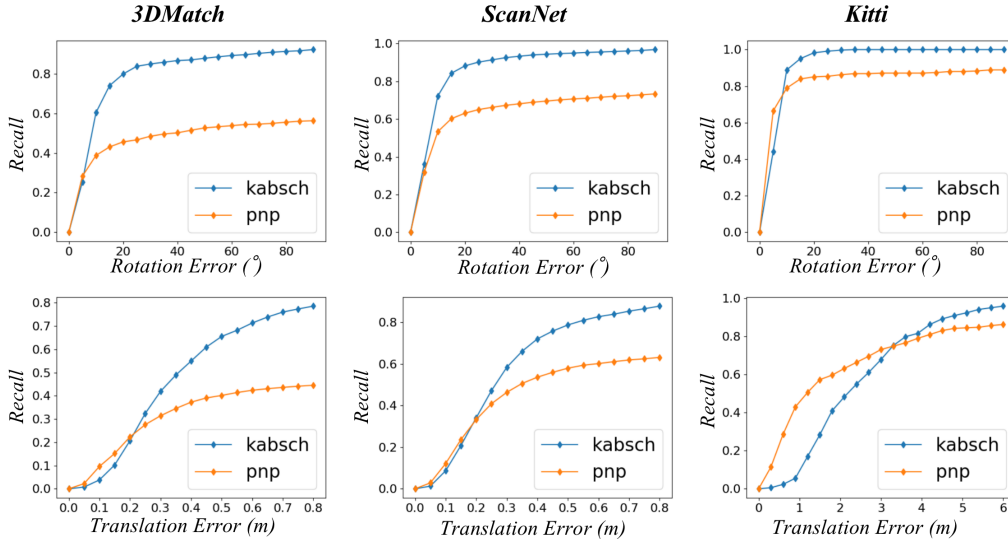 3DMatch ScanNet Kitti
Recall 0.0 0.2 0.4 0.6 0.8
0 20 40 60 80
Rotation Error (°)
kabsch
pnp
Recall 0.0 0.2 0.4 0.6 0.8 1.0
0 20 40 60 80
Rotation Error (°)
kabsch
pnp
Recall 0.0 0.2 0.4 0.6 0.8 1.0
0 20 40 60 80
Rotation Error (°)
kabsch
pnp
Recall 0.0 0.1 0.2 0.3 0.4 0.5 0.6 0.7 0.8
0.0 0.1 0.2 0.3 0.4 0.5 0.6 0.7 0.8
Translation Error (m)
kabsch
pnp
Recall 0.0 0.2 0.4 0.6 0.8
0.0 0.1 0.2 0.3 0.4 0.5 0.6 0.7 0.8
Translation Error (m)
kabsch
pnp
Recall 0.0 0.2 0.4 0.6 0.8 1.0
0 1 2 3 4 5 6
Translation Error (m)
kabsch
pnp